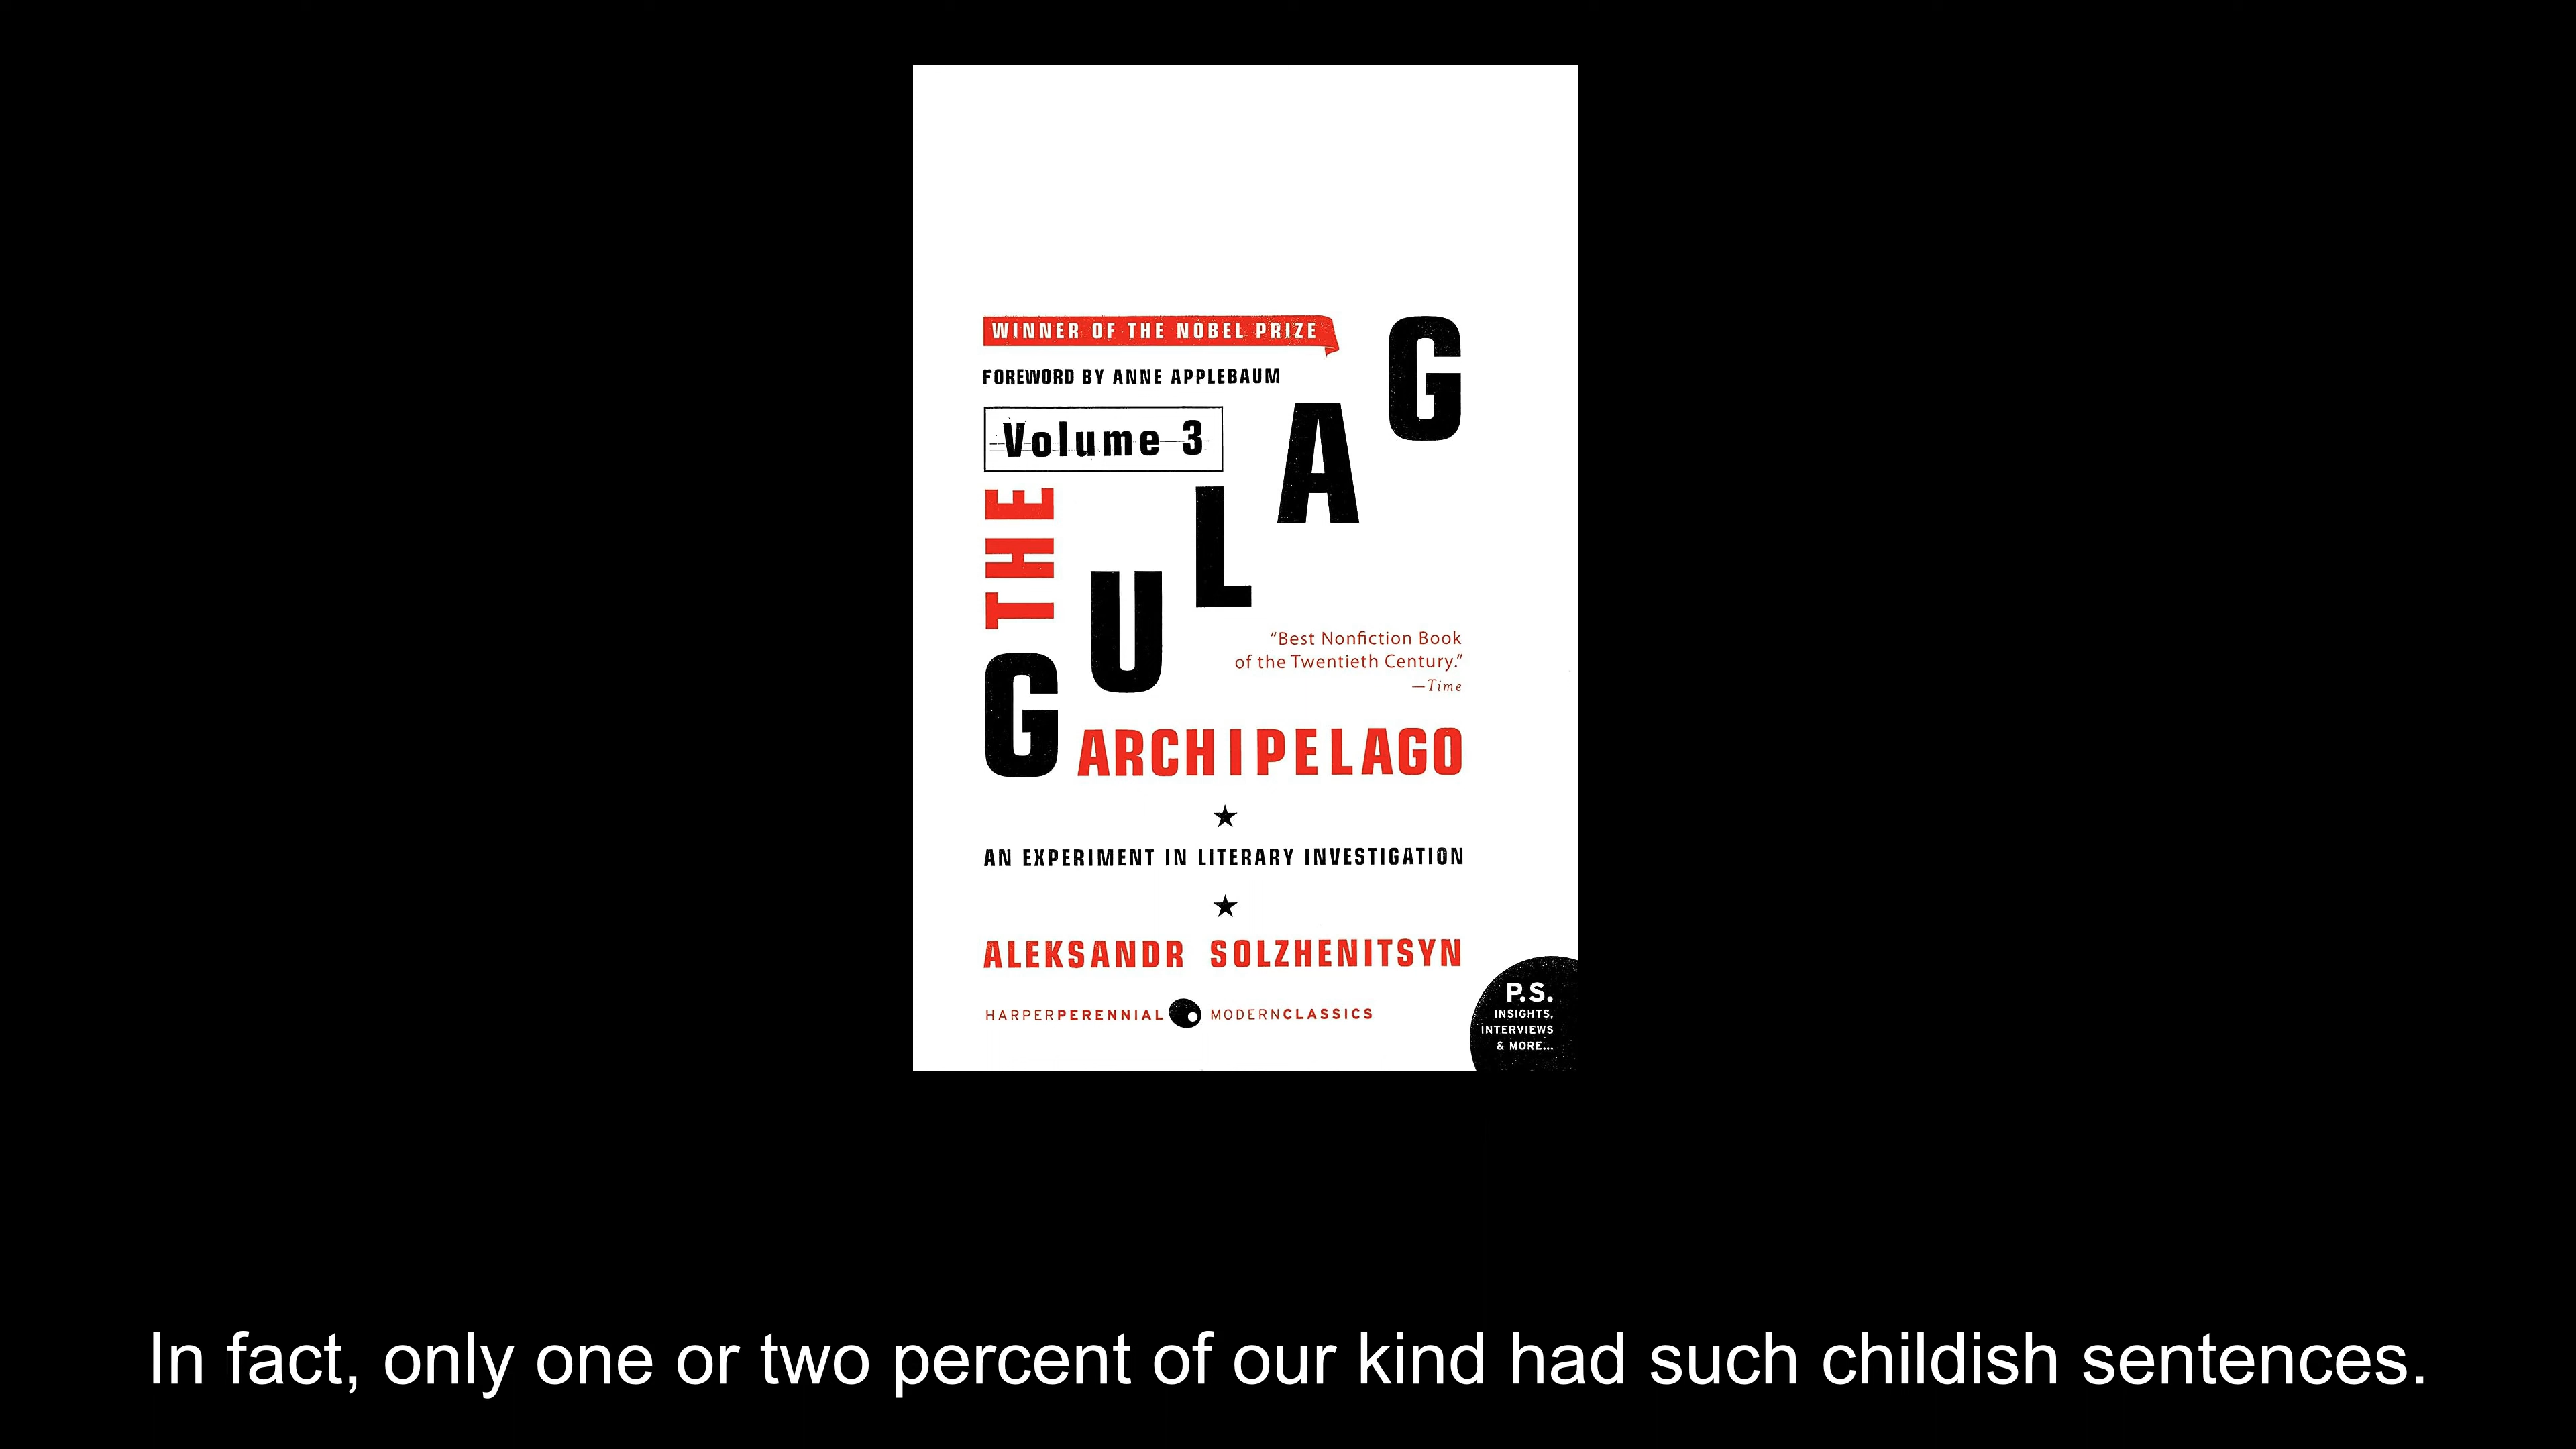 WINNER OF THE NOBEL PRIZE
FOREWORD BY ANNE APPLEBAUM
Volume 3
THE
GULAG
"Best Nonfiction Book
of the Twentieth Century."
—Time
ARCHIPELAGO
★
AN EXPERIMENT IN LITERARY INVESTIGATION
★
ALEKSANDR SOLZHENITSYN
HARPERPERENNIAL MODERNCLASSICS
P.S.
INSIGHTS,
INTERVIEWS
& MORE...
In fact, only one or two percent of our kind had such childish sentences.